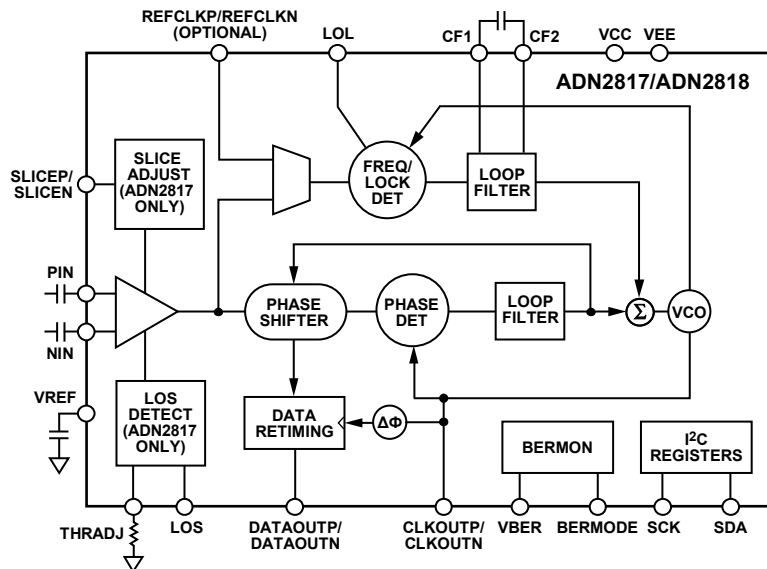 REFCLKP/REFCLKN
(OPTIONAL)
LOL
CF1
CF2
VCC
VEE
ADN2817/ADN2818
SLICEP/
SLICEN
SLICE
ADJUST
(ADN2817
ONLY)
FREQ/
LOCK
DET
LOOP
FILTER
PIN
NIN
PHASE
SHIFTER
PHASE
DET
LOOP
FILTER
Σ
VCO
VREF
LOS
DETECT
(ADN2817
ONLY)
DATA
RETIMING
ΔΦ
BERMON
I²C
REGISTERS
THRADJ
LOS
DATAOUTP/
DATAOUTN
CLKOUTP/
CLKOUTN
VBER
BERMODE
SCK
SDA